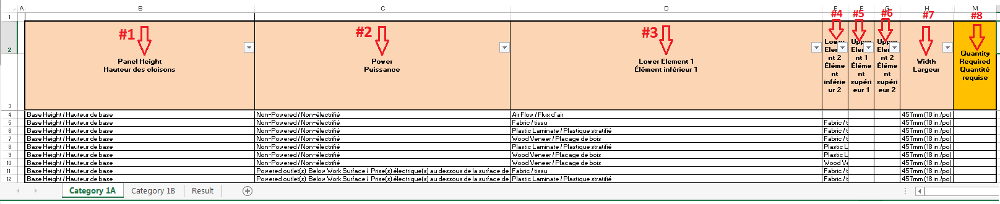 A B C D E F G H M
1
#1 #2 #3 #4 #5 #6 #7 #8
2
Panel Height
Hauteur des cloisons
Power
Puissance
Lower Element 1
Élément inférieur 1
Lower
Eleme
nt 2
Éléme
nt
inférie
ur 2
Upper
Eleme
nt 1
Éléme
nt
supéri
eur 1
Upper
Eleme
nt 2
Éléme
nt
supéri
eur 2
Width
Largeur
Quantity
Required
Quantité
requise
3
4 Base Height / Hauteur de base Non-Powered / Non-électrifié Air Flow / Flux d'air 457mm (18 in./po)
5 Base Height / Hauteur de base Non-Powered / Non-électrifié Fabric / tissu Fabric / t 457mm (18 in./po)
6 Base Height / Hauteur de base Non-Powered / Non-électrifié Plastic Laminate / Plastique stratifié Fabric / t 457mm (18 in./po)
7 Base Height / Hauteur de base Non-Powered / Non-électrifié Wood Veneer / Placage de bois Fabric / t 457mm (18 in./po)
8 Base Height / Hauteur de base Non-Powered / Non-électrifié Plastic Laminate / Plastique stratifié Plastic L 457mm (18 in./po)
9 Base Height / Hauteur de base Non-Powered / Non-électrifié Wood Veneer / Placage de bois Plastic L 457mm (18 in./po)
10 Base Height / Hauteur de base Non-Powered / Non-électrifié Wood Veneer / Placage de bois Wood Ve 457mm (18 in./po)
11 Base Height / Hauteur de base Powered outlet(s) Below Work Surface / Prise(s) électrique(s) au dessous de la surface de Fabric / tissu Fabric / t 457mm (18 in./po)
12 Base Height / Hauteur de base Powered outlet(s) Below Work Surface / Prise(s) électrique(s) au dessous de la surface de Plastic Laminate / Plastique stratifié Fabric / t 457mm (18 in./po)
Category 1A Category 1B Result